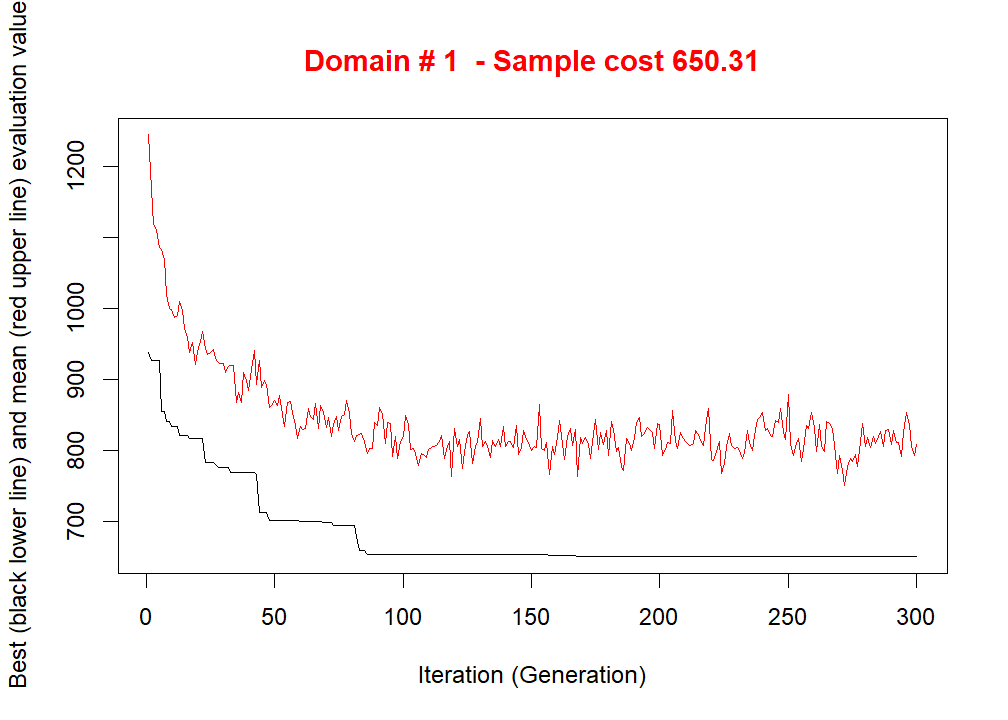 Domain # 1  - Sample cost 650.31
Best (black lower line) and mean (red upper line) evaluation value
1200
1000
900
800
700
0 50 100 150 200 250 300
Iteration (Generation)